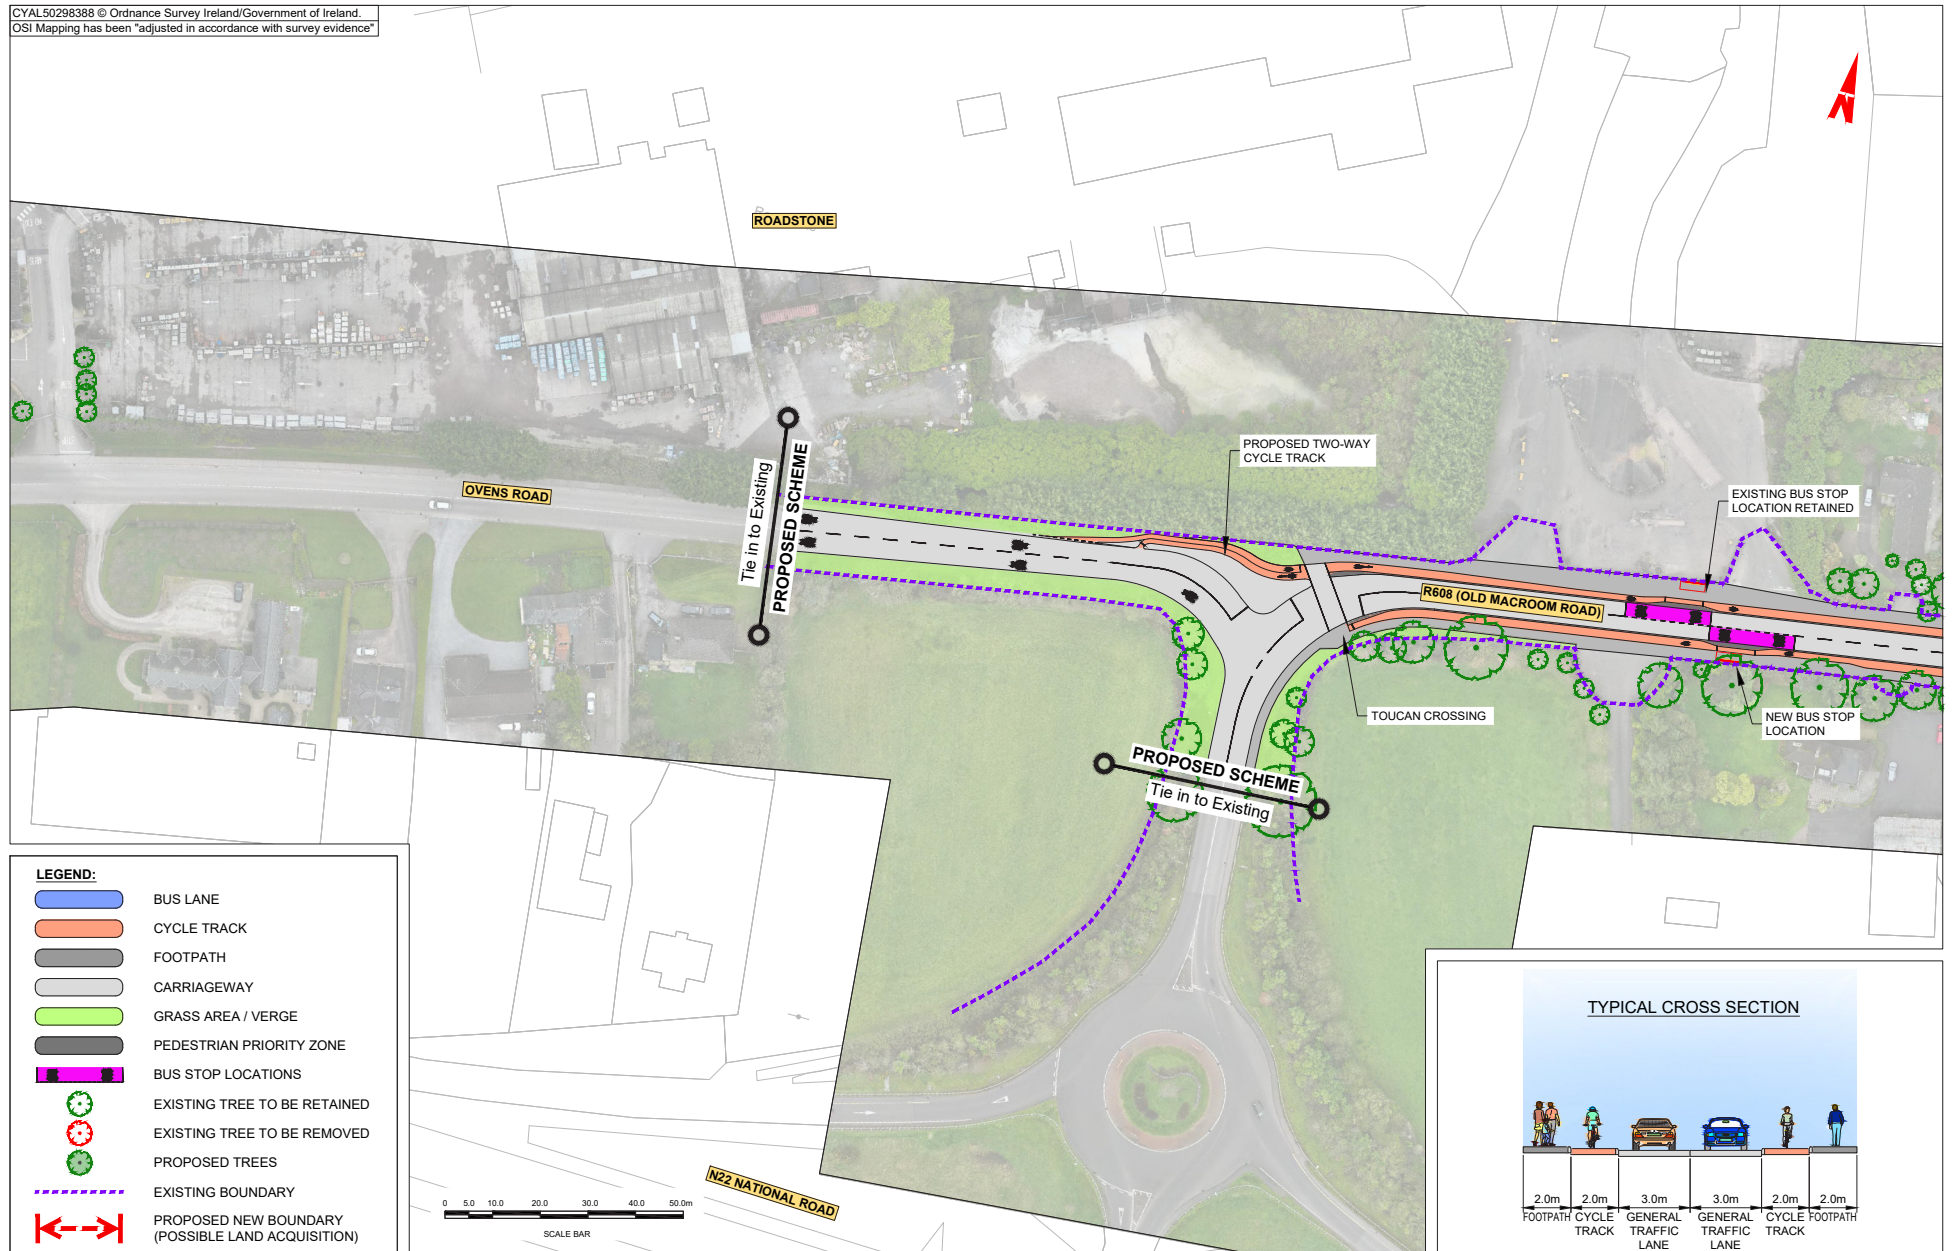 CYAL50298388 © Ordnance Survey Ireland/Government of Ireland.
OSI Mapping has been "adjusted in accordance with survey evidence"
N
ROADSTONE
PROPOSED TWO-WAY
CYCLE TRACK
EXISTING BUS STOP
LOCATION RETAINED
OVENS ROAD
Tie in to Existing
PROPOSED SCHEME
R608 (OLD MACROOM ROAD)
TOUCAN CROSSING
NEW BUS STOP
LOCATION
PROPOSED SCHEME
Tie in to Existing
N22 NATIONAL ROAD
LEGEND:
BUS LANE
CYCLE TRACK
FOOTPATH
CARRIAGEWAY
GRASS AREA / VERGE
PEDESTRIAN PRIORITY ZONE
BUS STOP LOCATIONS
EXISTING TREE TO BE RETAINED
EXISTING TREE TO BE REMOVED
PROPOSED TREES
EXISTING BOUNDARY
PROPOSED NEW BOUNDARY
(POSSIBLE LAND ACQUISITION)
0 5.0 10.0 20.0 30.0 40.0 50.0m
SCALE BAR
TYPICAL CROSS SECTION
2.0m 2.0m 3.0m 3.0m 2.0m 2.0m
FOOTPATH CYCLE GENERAL GENERAL CYCLE FOOTPATH
TRACK TRAFFIC TRAFFIC TRACK
LANE LANE